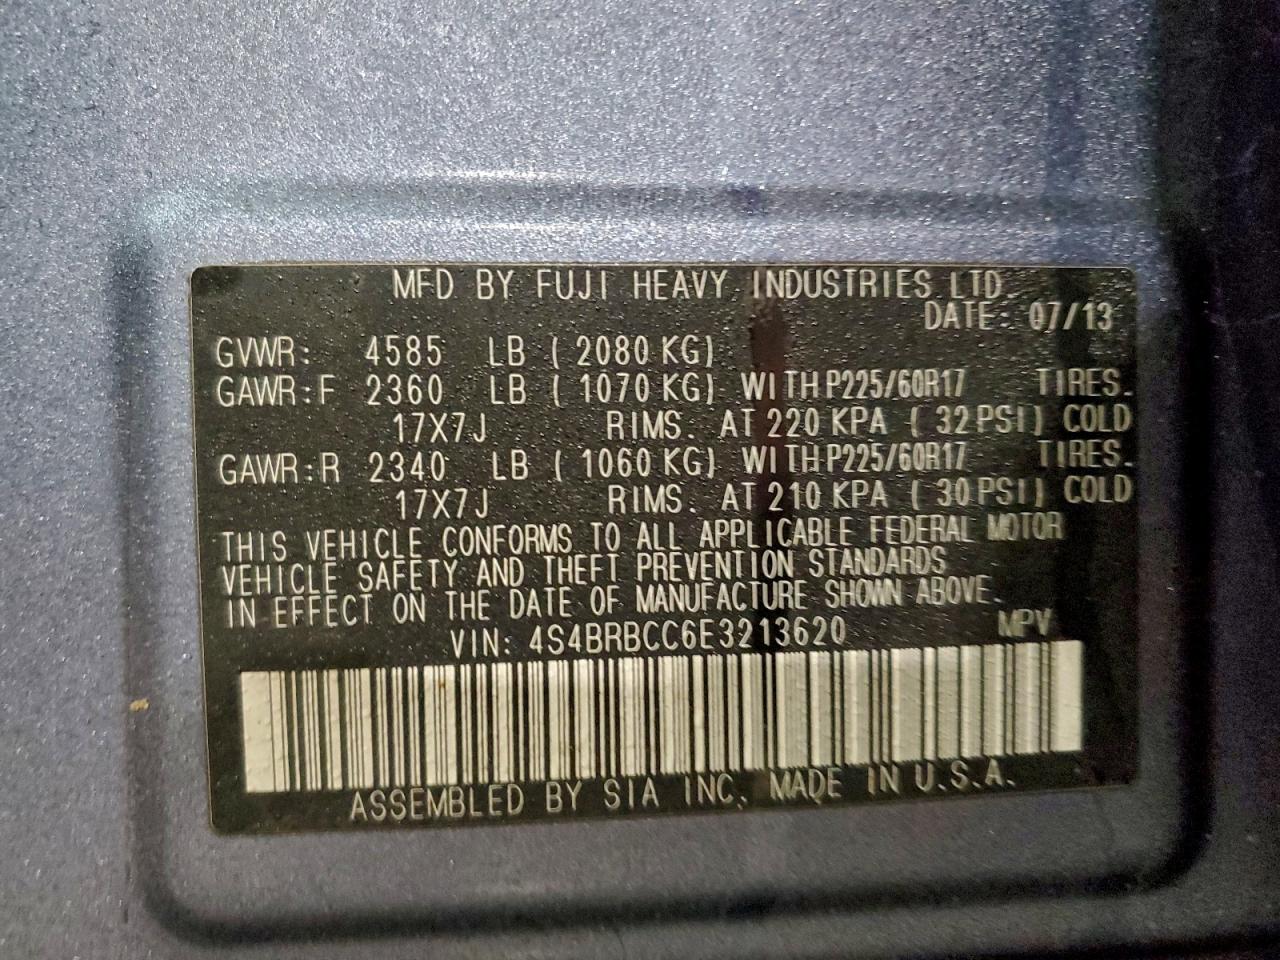 MFD BY FUJI HEAVY INDUSTRIES LTD.
DATE: 07/13
GVWR: 4585 LB ( 2080 KG)
GAWR:F 2360 LB ( 1070 KG) WITH P225/60R17 TIRES.
17X7J RIMS. AT 220 KPA ( 32 PSI) COLD
GAWR:R 2340 LB ( 1060 KG) WITH P225/60R17 TIRES.
17X7J RIMS. AT 210 KPA ( 30 PSI) COLD
THIS VEHICLE CONFORMS TO ALL APPLICABLE FEDERAL MOTOR
VEHICLE SAFETY AND THEFT PREVENTION STANDARDS
IN EFFECT ON THE DATE OF MANUFACTURE SHOWN ABOVE.
VIN: 4S4BRBCC6E3213620 MPV
ASSEMBLED BY SIA INC. MADE IN U.S.A.